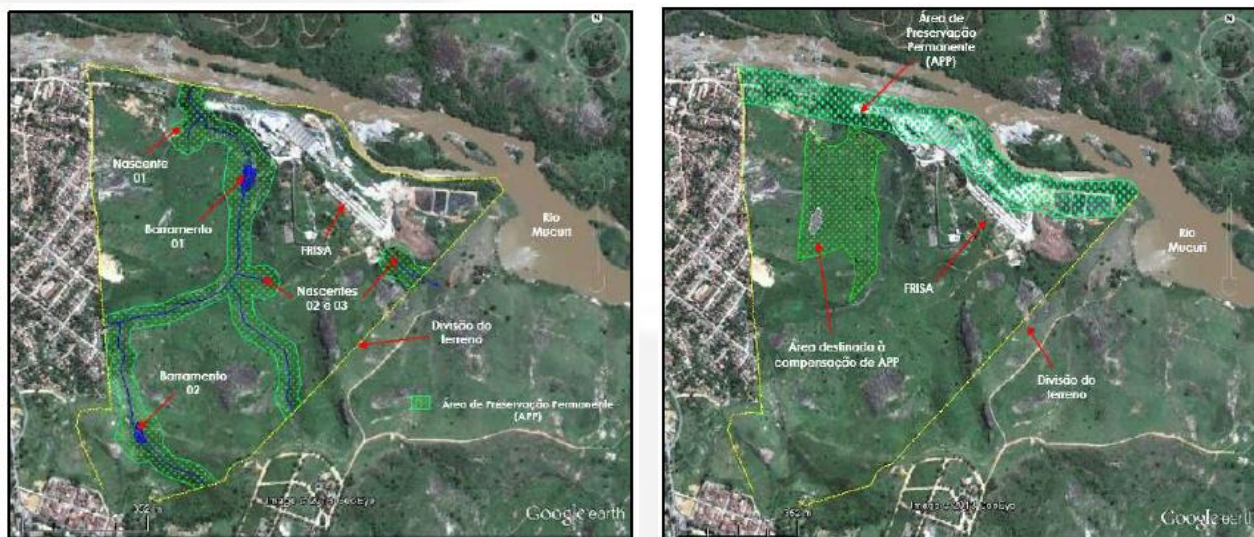 N
Nascente
01
Barramento
01
FRISA
Rio
Mucuri
Nascentes
02 e 03
Divisão do
terreno
Barramento
02
Área de Preservação Permanente
(APP)
352 m
Google earth
N
Área de
Preservação
Permanente
(APP)
Rio
Mucuri
FRISA
Área destinada à
compensação de APP
Divisão do
terreno
Google earth